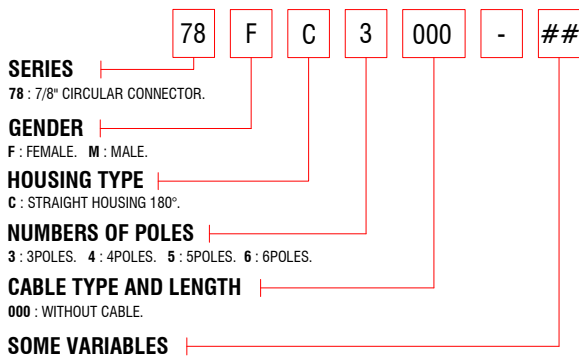 78 F C 3 000 - ##
SERIES
78 : 7/8" CIRCULAR CONNECTOR.
GENDER
F : FEMALE. M : MALE.
HOUSING TYPE
C : STRAIGHT HOUSING 180°.
NUMBERS OF POLES
3 : 3POLES. 4 : 4POLES. 5 : 5POLES. 6 : 6POLES.
CABLE TYPE AND LENGTH
000 : WITHOUT CABLE.
SOME VARIABLES